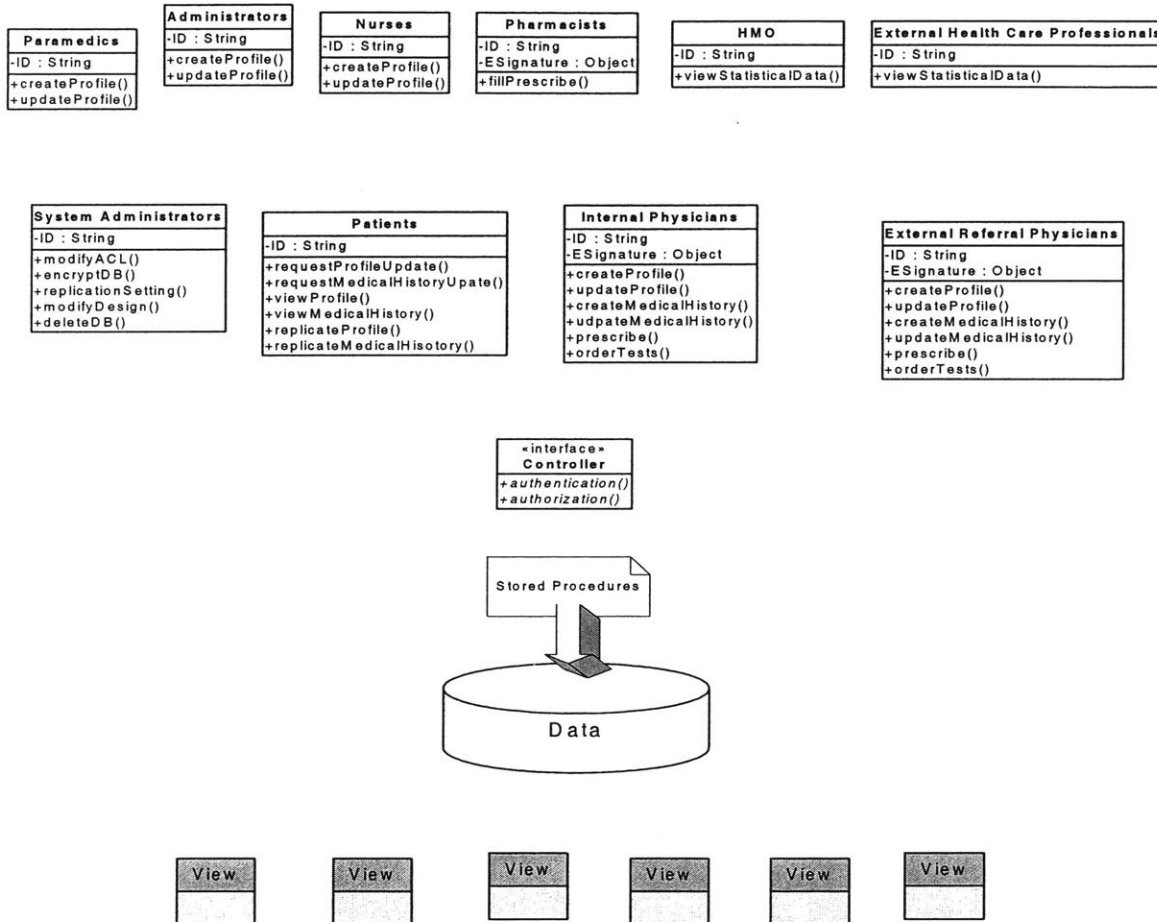 Paramedics
-ID : String
+createProfile()
+updateProfile()
Administrators
-ID : String
+createProfile()
+updateProfile()
Nurses
-ID : String
+createProfile()
+updateProfile()
Pharmacists
-ID : String
-ESignature : Object
+fillPrescribe()
HMO
-ID : String
+viewStatisticalData()
External Health Care Professionals
-ID : String
+viewStatisticalData()
System Administrators
-ID : String
+modifyACL()
+encryptDB()
+replicationSetting()
+modifyDesign()
+deleteDB()
Patients
-ID : String
+requestProfileUpdate()
+requestMedicalHistoryUpate()
+viewProfile()
+viewMedicalHistory()
+replicateProfile()
+replicateMedicalHisotory()
Internal Physicians
-ID : String
-ESignature : Object
+createProfile()
+updateProfile()
+createMedicalHistory()
+udpateMedicalHistory()
+prescribe()
+orderTests()
External Referral Physicians
-ID : String
-ESignature : Object
+createProfile()
+updateProfile()
+createMedicalHistory()
+updateMedicalHistory()
+prescribe()
+orderTests()
«interface»
Controller
+authentication()
+authorization()
Stored Procedures
Data
View
View
View
View
View
View